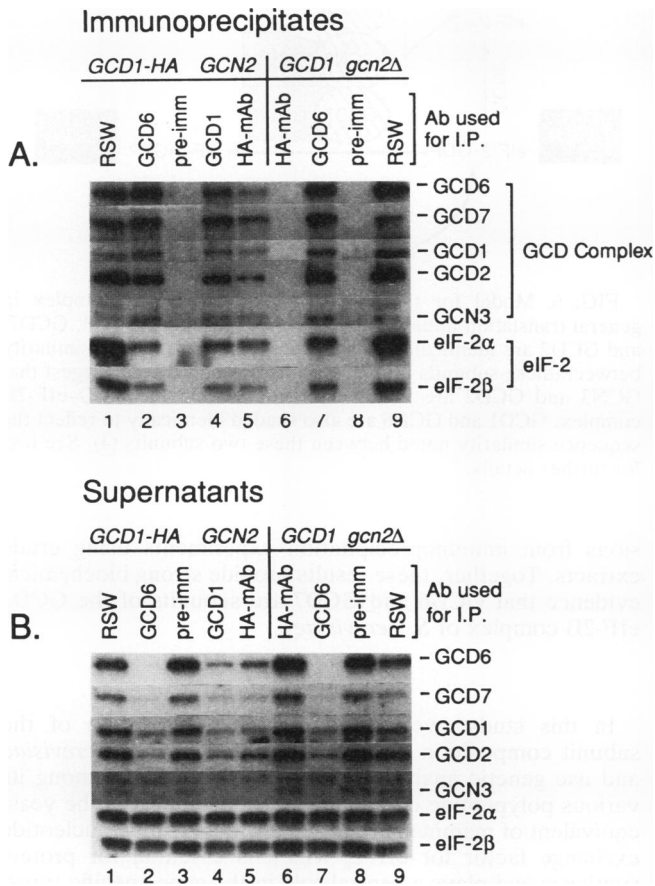 Immunoprecipitates
GCD1-HA GCN2 GCD1 gcn2Δ
RSW GCD6 pre-imm GCD1 HA-mAb HA-mAb GCD6 pre-imm RSW
Ab used
for I.P.
A.
GCD6
GCD7
GCD1
GCD2
GCN3
GCD Complex
eIF-2α
eIF-2β
eIF-2
1 2 3 4 5 6 7 8 9
Supernatants
GCD1-HA GCN2 GCD1 gcn2Δ
RSW GCD6 pre-imm GCD1 HA-mAb HA-mAb GCD6 pre-imm RSW
Ab used
for I.P.
B.
GCD6
GCD7
GCD1
GCD2
GCN3
eIF-2α
eIF-2β
1 2 3 4 5 6 7 8 9